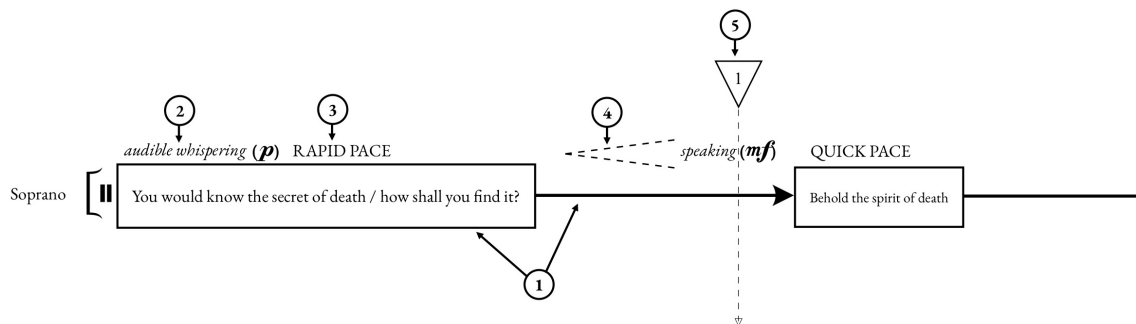 5
1
2
3
4
audible whispering (p) RAPID PACE
speaking (mf) QUICK PACE
Soprano
You would know the secret of death / how shall you find it?
Behold the spirit of death
1